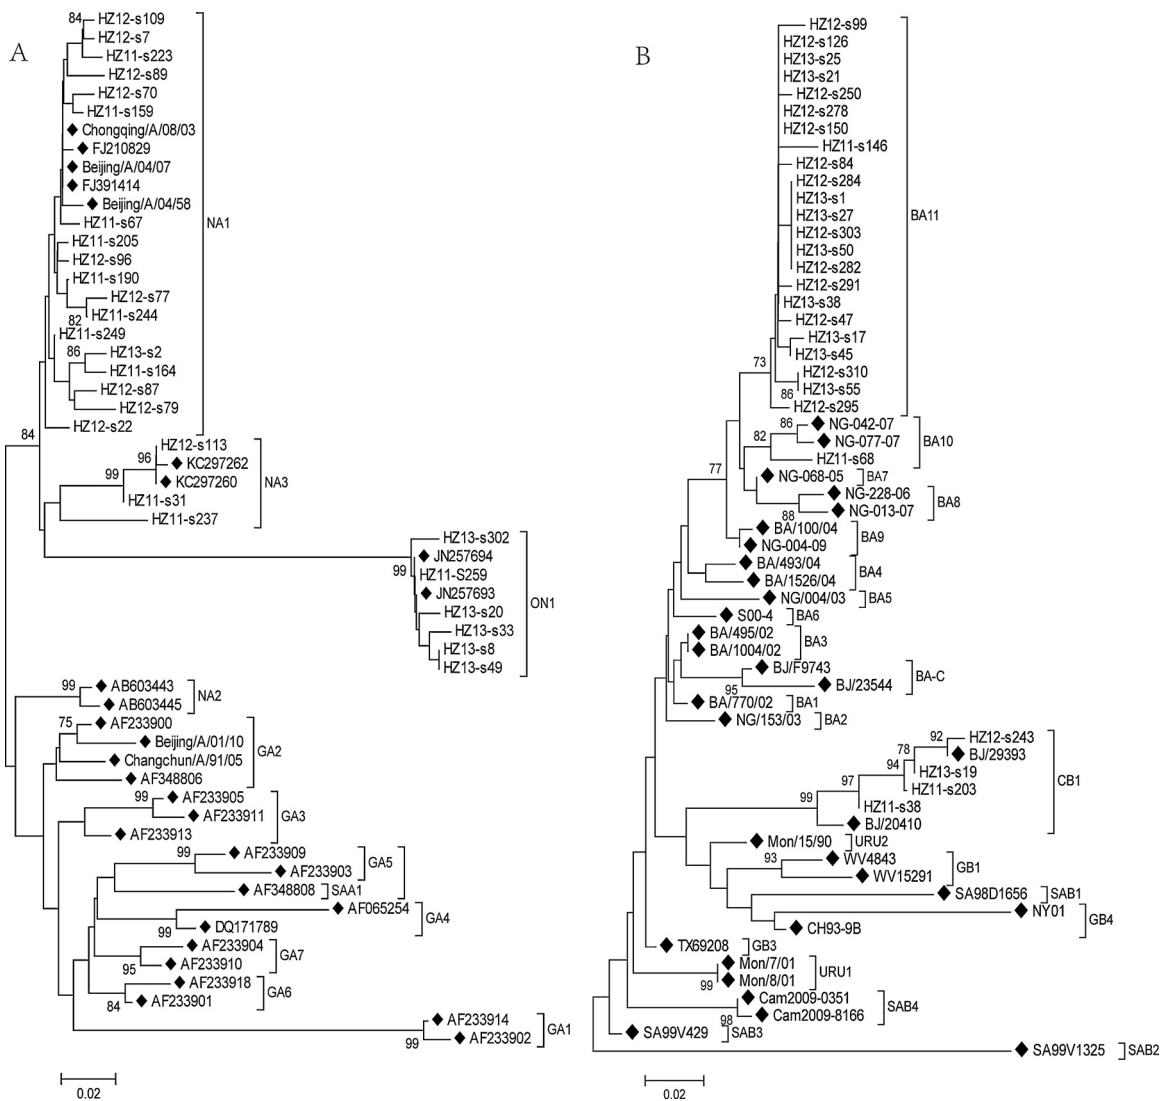 A
84
HZ12-s109
HZ12-s7
HZ11-s223
HZ12-s89
HZ12-s70
HZ11-s159
Chongqing/A/08/03
FJ210829
Beijing/A/04/07
FJ391414
Beijing/A/04/58
HZ11-s67
NA1
HZ11-s205
HZ12-s96
HZ11-s190
HZ12-s77
82
HZ11-s244
HZ11-s249
86
HZ13-s2
HZ11-s164
HZ12-s87
HZ12-s79
HZ12-s22
84
HZ12-s113
96
KC297262
99
KC297260
NA3
HZ11-s31
HZ11-s237
HZ13-s302
JN257694
99
HZ11-S259
JN257693
ON1
HZ13-s20
HZ13-s33
HZ13-s8
HZ13-s49
99
AB603443
NA2
AB603445
75
AF233900
Beijing/A/01/10
GA2
Changchun/A/91/05
AF348806
99
AF233905
AF233911
GA3
AF233913
99
AF233909
GA5
AF233903
AF348808
SAA1
AF065254
GA4
99
DQ171789
AF233904
GA7
95
AF233910
AF233918
GA6
84
AF233901
AF233914
GA1
99
AF233902
0.02
B
HZ12-s99
HZ12-s126
HZ13-s25
HZ13-s21
HZ12-s250
HZ12-s278
HZ12-s150
HZ11-s146
HZ12-s84
HZ12-s284
HZ13-s1
HZ13-s27
BA11
HZ12-s303
HZ13-s50
HZ12-s282
HZ12-s291
HZ13-s38
HZ12-s47
HZ13-s17
HZ13-s45
73
HZ12-s310
HZ13-s55
86
HZ12-s295
86
NG-042-07
82
NG-077-07
BA10
HZ11-s68
77
NG-068-05
BA7
NG-228-06
BA8
88
NG-013-07
BA/100/04
BA9
NG-004-09
BA/493/04
BA4
BA/1526/04
NG/004/03
BA5
S00-4
BA6
BA/495/02
BA3
BA/1004/02
BJ/F9743
BA-C
95
BJ/23544
BA/770/02
BA1
NG/153/03
BA2
92
HZ12-s243
78
BJ/29393
94
HZ13-s19
97
HZ11-s203
CB1
99
HZ11-s38
BJ/20410
Mon/15/90
URU2
93
WV4843
GB1
WV15291
SA98D1656
SAB1
NY01
GB4
CH93-9B
TX69208
GB3
Mon/7/01
URU1
99
Mon/8/01
Cam2009-0351
SAB4
98
Cam2009-8166
SA99V429
SAB3
SA99V1325
SAB2
0.02